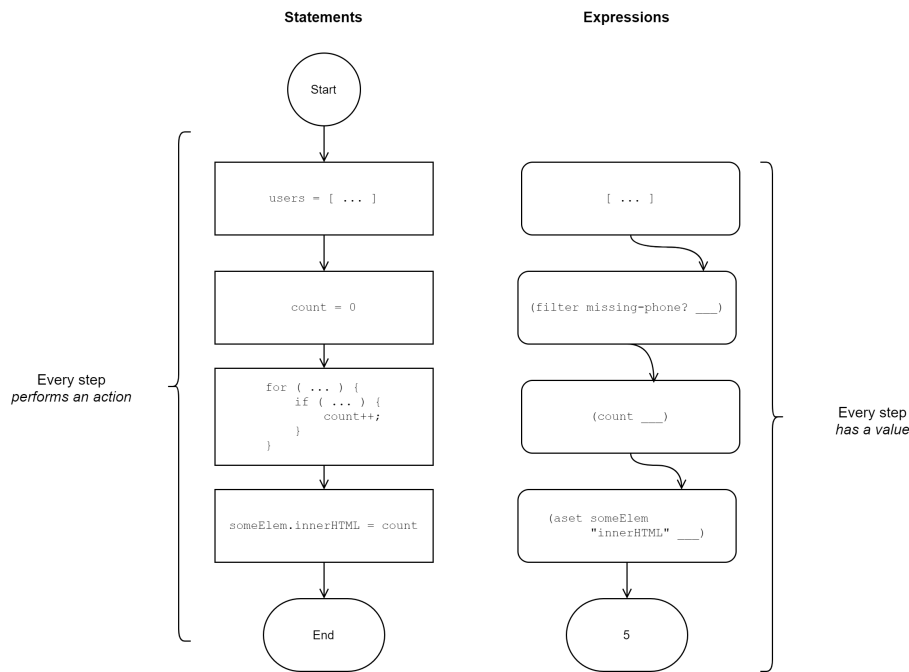 Statements
Expressions
Start
Every step
performs an action
users = [ ... ]
count = 0
for ( ... ) {
    if ( ... ) {
        count++;
    }
}
someElem.innerHTML = count
End
[ ... ]
(filter missing-phone? ___)
(count ___)
(aset someElem
      "innerHTML" ___)
5
Every step
has a value